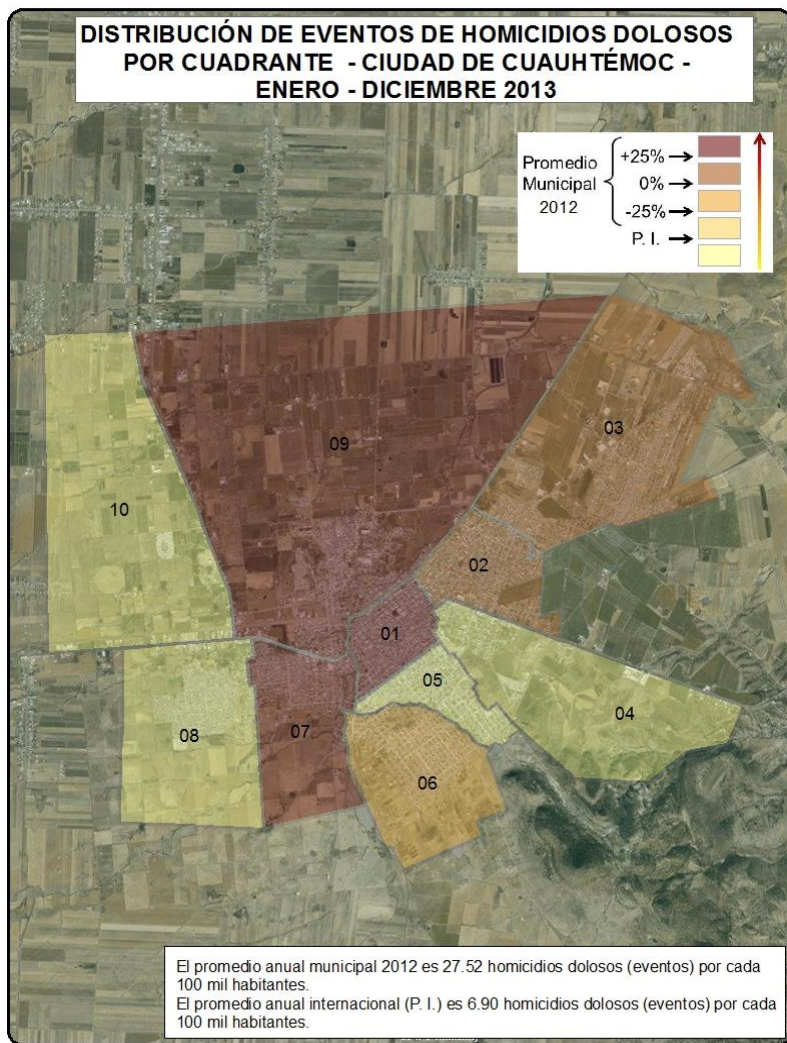 DISTRIBUCIÓN DE EVENTOS DE HOMICIDIOS DOLOSOS
POR CUADRANTE - CIUDAD DE CUAUHTÉMOC -
ENERO - DICIEMBRE 2013
Promedio
Municipal
2012
+25%
0%
-25%
P. I.
09
03
10
02
01
05
04
08
07
06
El promedio anual municipal 2012 es 27.52 homicidios dolosos (eventos) por cada
100 mil habitantes.
El promedio anual internacional (P. I.) es 6.90 homicidios dolosos (eventos) por cada
100 mil habitantes.